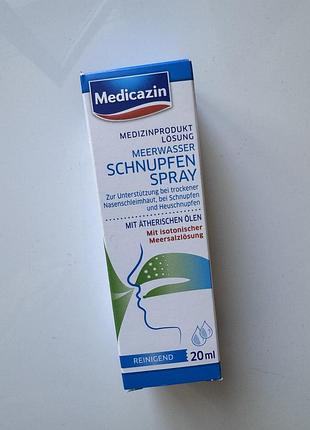 Medicazin
MEDIZINPRODUKT
LÖSUNG
MEERWASSER
SCHNUPFEN
SPRAY
Zur Unterstützung bei trockener
Nasenschleimhaut, bei Schnupfen
und Heuschnupfen
MIT ÄTHERISCHEN ÖLEN
Mit isotonischer
Meersalzlösung
REINIGEND
20 ml